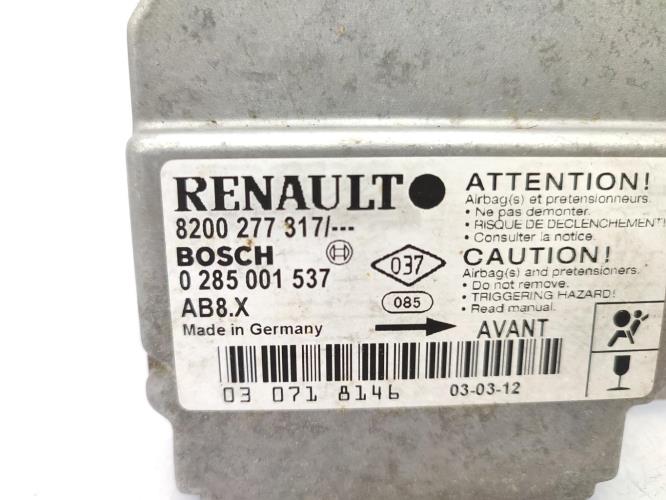 RENAULT
8200 277 317/---
BOSCH
0 285 001 537
AB8.X
Made in Germany
037
085
AVANT
ATTENTION!
Airbag(s) et pretensionneurs.
• Ne pas demonter.
• RISQUE DE DECLENCHEMENT!
• Consulter la notice.
CAUTION!
Airbag(s) and pretensioners.
• Do not remove.
• TRIGGERING HAZARD!
• Read manual.
03 0718146
03-03-12